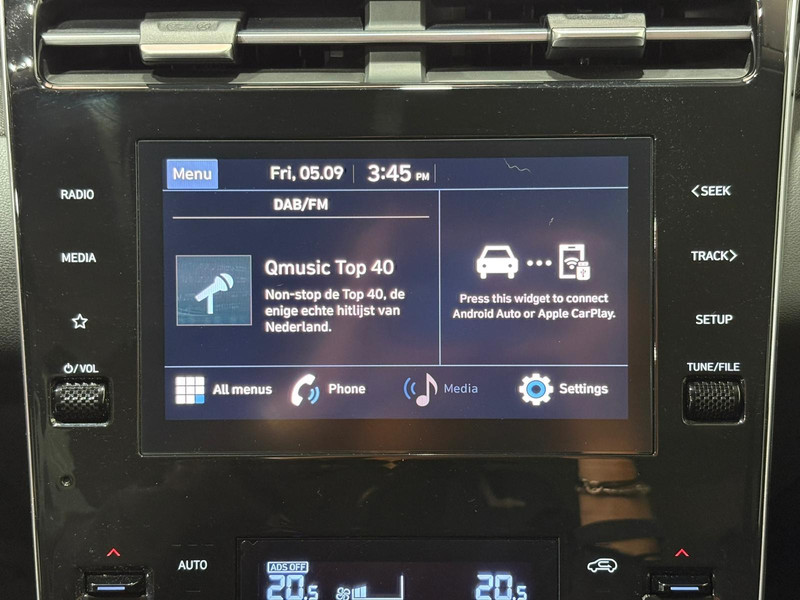 Menu
Fri, 05.09
3:45 PM
RADIO
MEDIA
⏻/VOL
DAB/FM
Qmusic Top 40
Non-stop de Top 40, de
enige echte hitlijst van
Nederland.
Press this widget to connect
Android Auto or Apple CarPlay.
All menus
Phone
Media
Settings
<SEEK
TRACK>
SETUP
TUNE/FILE
AUTO
ADS OFF
20.5
20.5